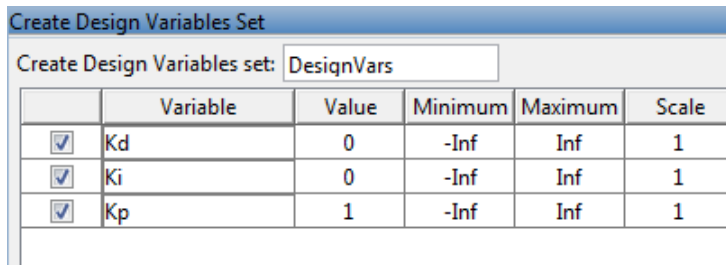 Create Design Variables Set
Create Design Variables set: DesignVars
Variable Value Minimum Maximum Scale
Kd 0 -Inf Inf 1
Ki 0 -Inf Inf 1
Kp 1 -Inf Inf 1